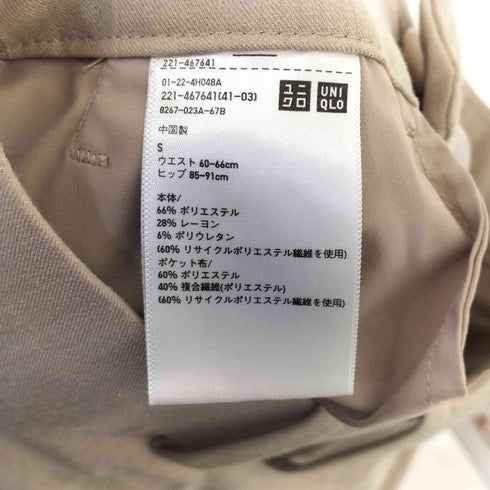 221-467641
01-22-4H048A
221-467641(41-03)
8267-023A-67B
ユニ
クロ
UNI
QLO
中国製
S
ウエスト 60-66cm
ヒップ 85-91cm
本体/
66% ポリエステル
28% レーヨン
6% ポリウレタン
(60% リサイクルポリエステル繊維を使用)
ポケット布/
60% ポリエステル
40% 複合繊維(ポリエステル)
(60% リサイクルポリエステル繊維を使用)